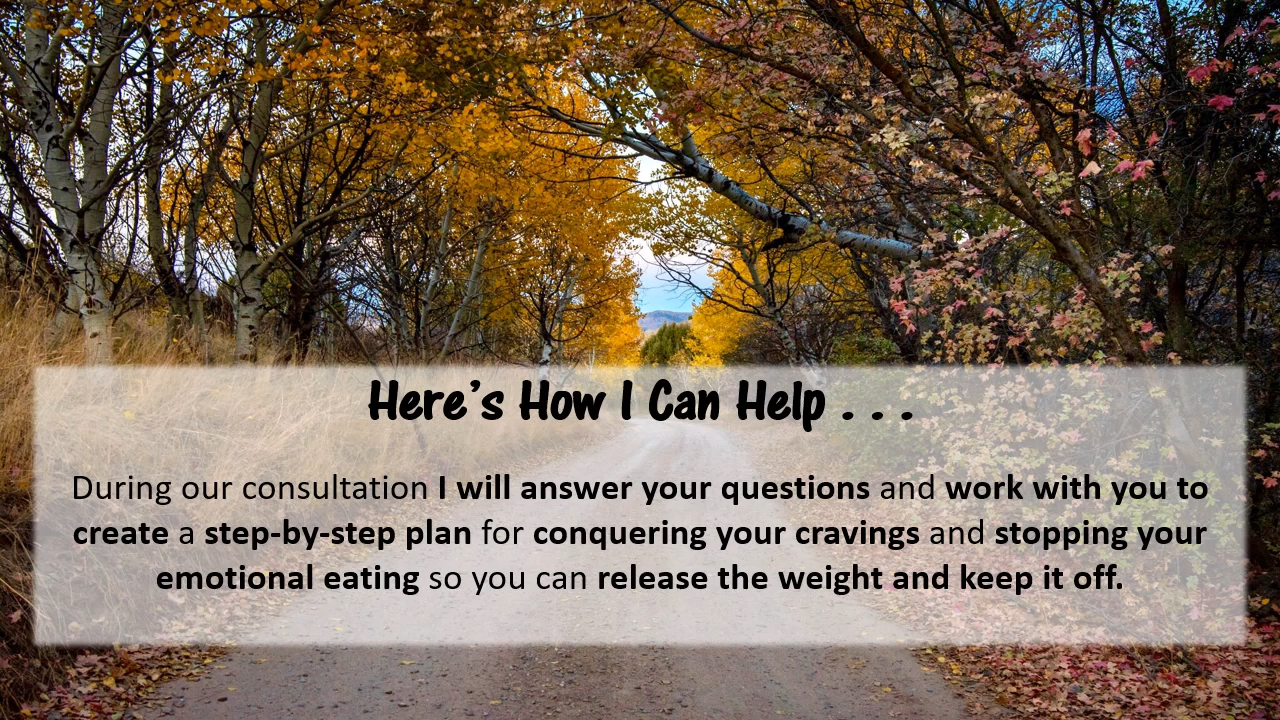 Here's How I Can Help . . .
During our consultation I will answer your questions and work with you to
create a step-by-step plan for conquering your cravings and stopping your
emotional eating so you can release the weight and keep it off.